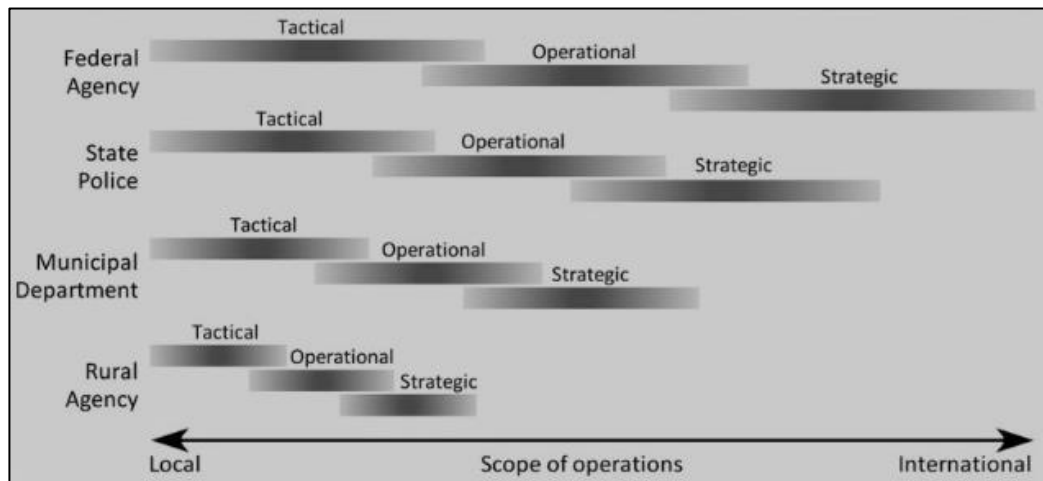 Tactical
Federal
Agency
Operational
Strategic
Tactical
State
Police
Operational
Strategic
Tactical
Municipal
Department
Operational
Strategic
Tactical
Rural
Agency
Operational
Strategic
Local
Scope of operations
International